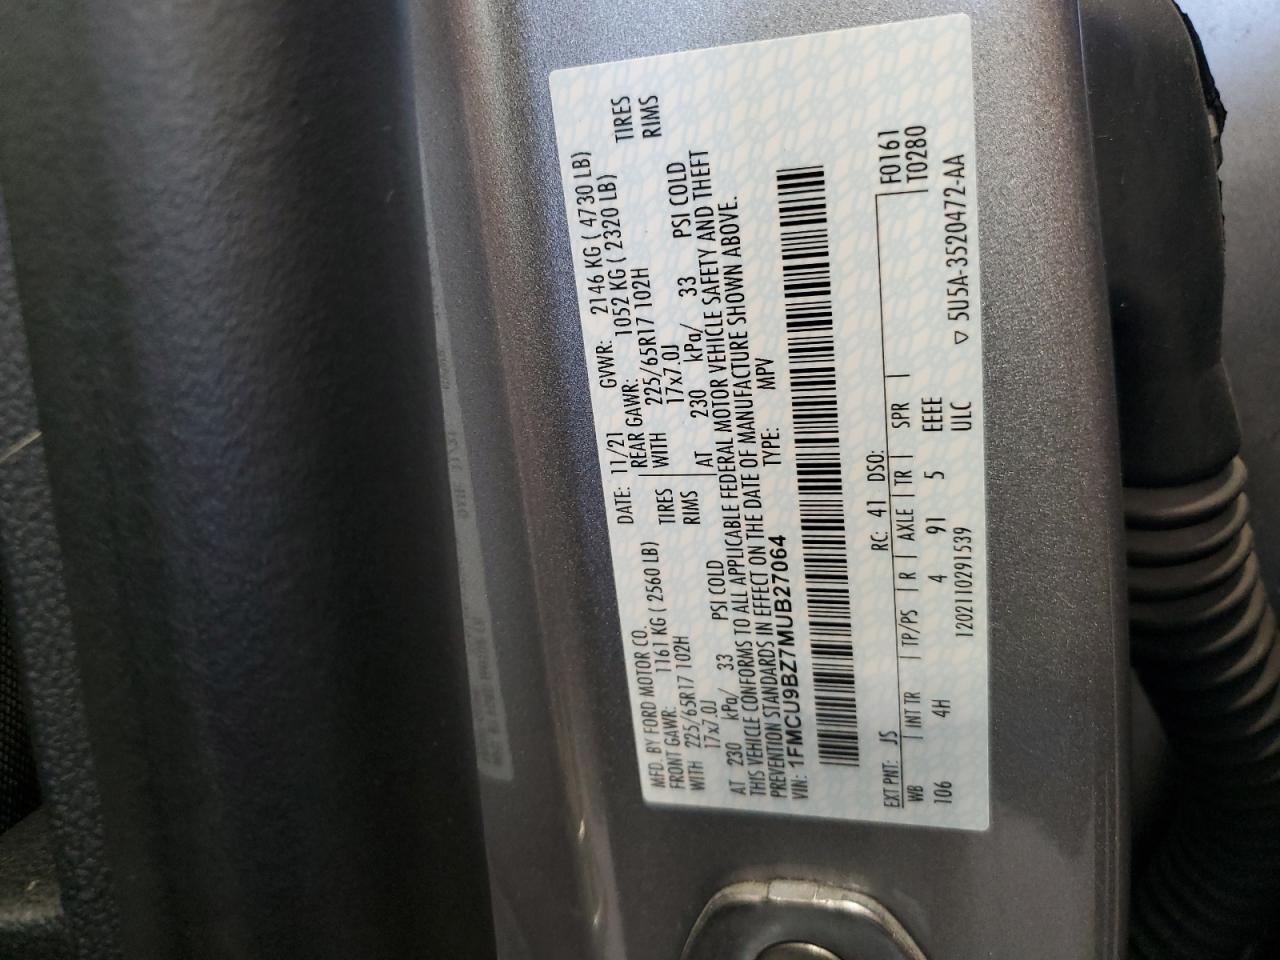 MFD. BY FORD MOTOR CO.
DATE: 11/21 GVWR: 2146 KG ( 4730 LB)
FRONT GAWR: 1161 KG ( 2560 LB) REAR GAWR: 1052 KG ( 2320 LB)
WITH 225/65R17 102H TIRES WITH 225/65R17 102H TIRES
17x7.0J RIMS 17x7.0J RIMS
AT 230 kPa/ 33 PSI COLD AT 230 kPa/ 33 PSI COLD
THIS VEHICLE CONFORMS TO ALL APPLICABLE FEDERAL MOTOR VEHICLE SAFETY AND THEFT
PREVENTION STANDARDS IN EFFECT ON THE DATE OF MANUFACTURE SHOWN ABOVE.
VIN: 1FMCU9BZ7MUB27064 TYPE: MPV
EXT PNT: JS RC: 41 DSO: F0161
WB INT TR TP/PS R AXLE TR SPR T0280
106 4H 4 91 5 EEEE
1202110291539 ULC ▽ 5U5A-3520472-AA